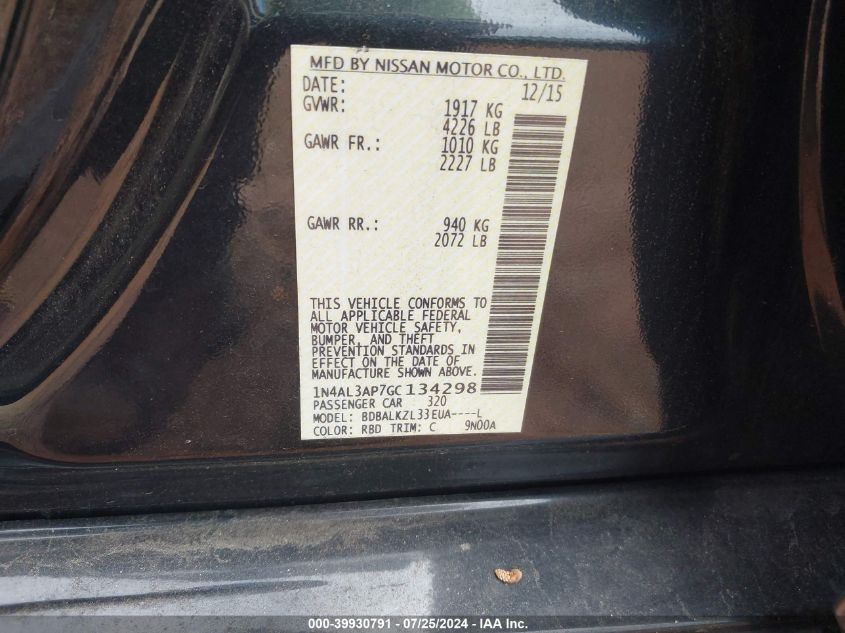 MFD BY NISSAN MOTOR CO., LTD.
DATE: 12/15
GVWR: 1917 KG
4226 LB
GAWR FR.: 1010 KG
2227 LB
GAWR RR.: 940 KG
2072 LB
THIS VEHICLE CONFORMS TO
ALL APPLICABLE FEDERAL
MOTOR VEHICLE SAFETY,
BUMPER, AND THEFT
PREVENTION STANDARDS IN
EFFECT ON THE DATE OF
MANUFACTURE SHOWN ABOVE.
1N4AL3AP7GC134298
PASSENGER CAR 320
MODEL: BDBALKZL33EUA----L
COLOR: RBD TRIM: C 9N00A
000-39930791 - 07/25/2024 - IAA Inc.